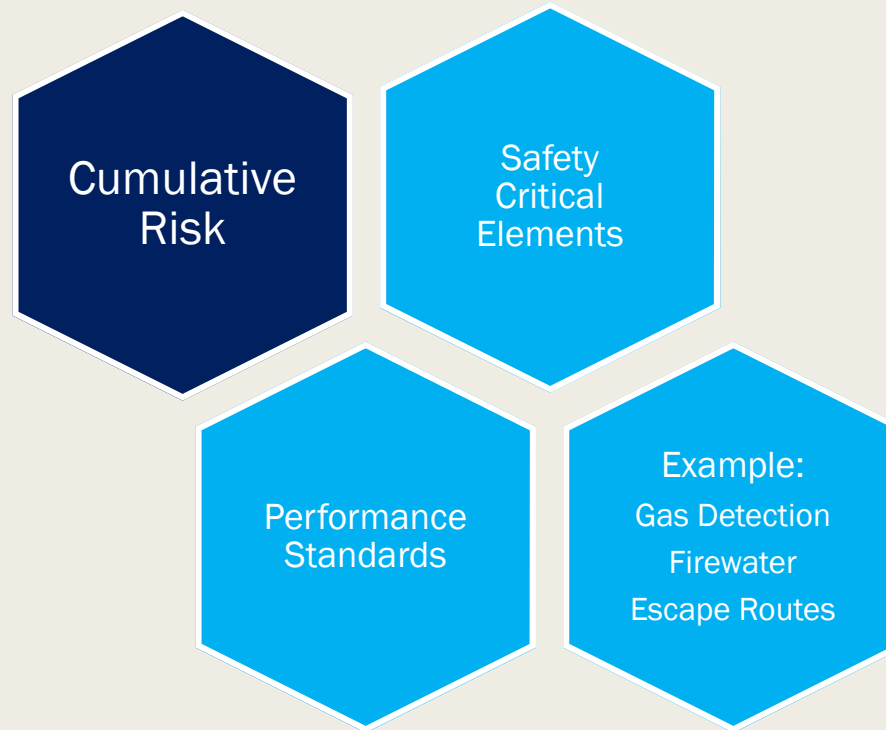 Cumulative
Risk
Safety
Critical
Elements
Performance
Standards
Example:
Gas Detection
Firewater
Escape Routes